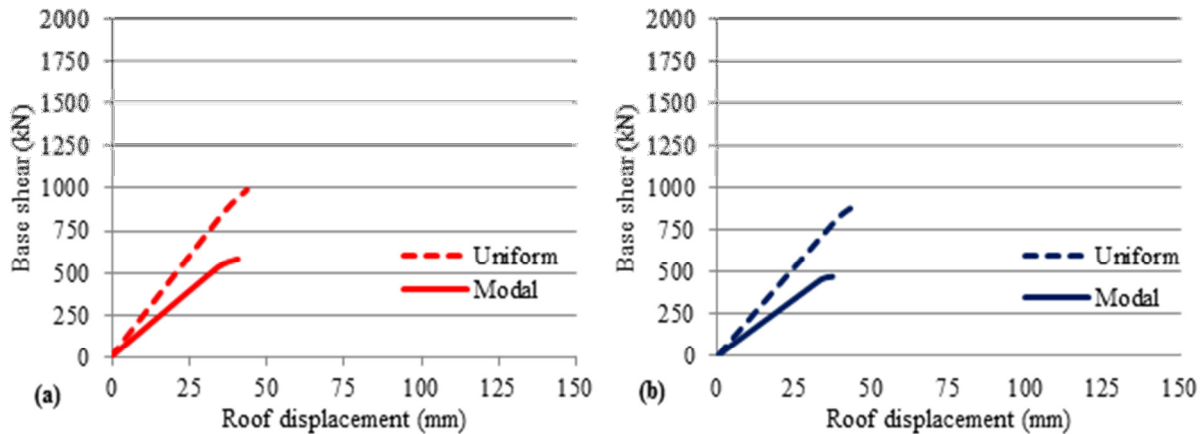 2000
1750
1500
1250
1000
750
500
250
0
Base shear (kN)
Uniform
Modal
0 25 50 75 100 125 150
(a)
Roof displacement (mm)
2000
1750
1500
1250
1000
750
500
250
0
Base shear (kN)
Uniform
Modal
0 25 50 75 100 125 150
(b)
Roof displacement (mm)